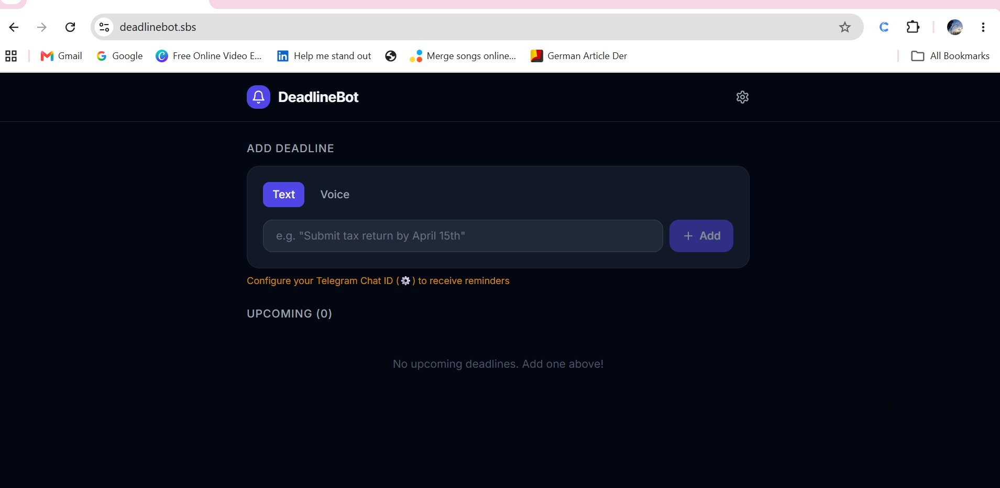 deadlinebot.sbs
Gmail
Google
Free Online Video E...
Help me stand out
Merge songs online...
German Article Der
All Bookmarks
DeadlineBot
ADD DEADLINE
Text
Voice
e.g. "Submit tax return by April 15th"
+ Add
Configure your Telegram Chat ID (⚙) to receive reminders
UPCOMING (0)
No upcoming deadlines. Add one above!